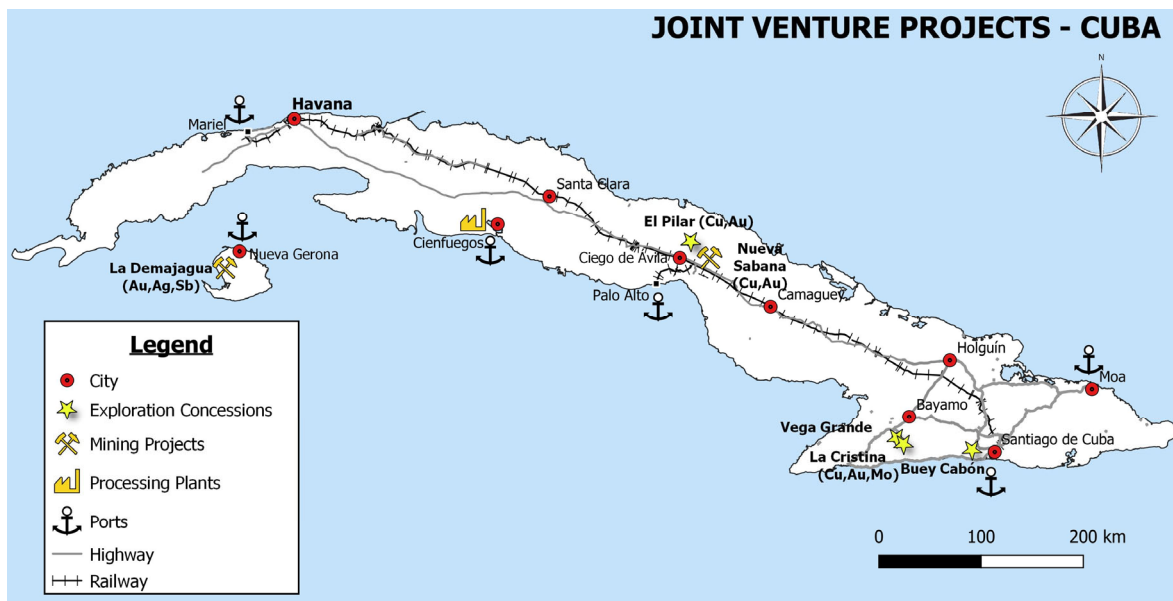 JOINT VENTURE PROJECTS - CUBA
N
Havana
Mariel
Santa Clara
El Pilar (Cu,Au)
Cienfuegos
Nueva Gerona
Ciego de Avila
Nueva
Sabana
(Cu,Au)
La Demajagua
(Au,Ag,Sb)
Palo Alto
Camaguey
Holguín
Moa
Bayamo
Vega Grande
Santiago de Cuba
La Cristina
(Cu,Au,Mo)
Buey Cabón
Legend
City
Exploration Concessions
Mining Projects
Processing Plants
Ports
Highway
Railway
0 100 200 km